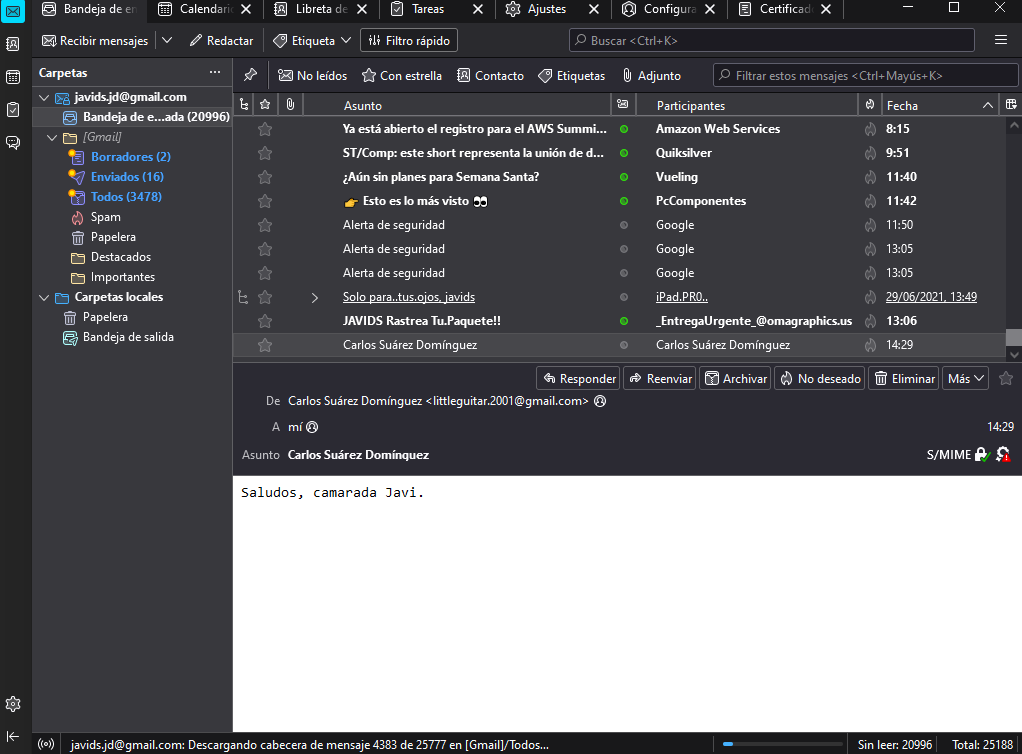 Bandeja de en
Calendari
Libreta de
Tareas
Ajustes
Configura
Certificad
Recibir mensajes
Redactar
Etiqueta
Filtro rápido
Buscar <Ctrl+K>
Carpetas
No leídos
Con estrella
Contacto
Etiquetas
Adjunto
Filtrar estos mensajes <Ctrl+Mayús+K>
javids.jd@gmail.com
Bandeja de e...ada (20996)
[Gmail]
Borradores (2)
Enviados (16)
Todos (3478)
Spam
Papelera
Destacados
Importantes
Carpetas locales
Papelera
Bandeja de salida
Asunto Participantes Fecha
Ya está abierto el registro para el AWS Summi... Amazon Web Services 8:15
ST/Comp: este short representa la unión de d... Quiksilver 9:51
¿Aún sin planes para Semana Santa? Vueling 11:40
👉 Esto es lo más visto 👀 PcComponentes 11:42
Alerta de seguridad Google 11:50
Alerta de seguridad Google 13:05
Alerta de seguridad Google 13:05
Solo para..tus.ojos, javids iPad.PR0.. 29/06/2021, 13:49
JAVIDS Rastrea Tu.Paquete!! _EntregaUrgente_@omagraphics.us 13:06
Carlos Suárez Domínguez Carlos Suárez Domínguez 14:29
Responder
Reenviar
Archivar
No deseado
Eliminar
Más
De Carlos Suárez Domínguez <littleguitar.2001@gmail.com>
A mí 14:29
Asunto Carlos Suárez Domínguez S/MIME
Saludos, camarada Javi.
javids.jd@gmail.com: Descargando cabecera de mensaje 4383 de 25777 en [Gmail]/Todos...
Sin leer: 20996
Total: 25188